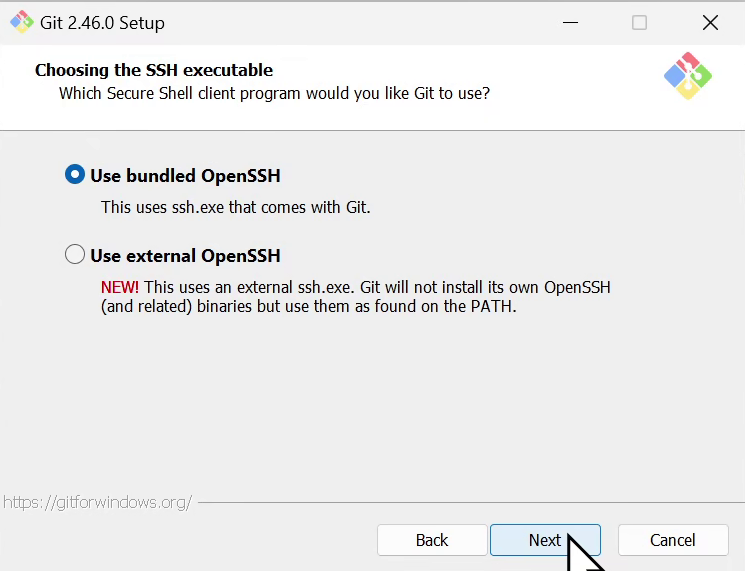 Git 2.46.0 Setup
Choosing the SSH executable
Which Secure Shell client program would you like Git to use?
Use bundled OpenSSH
This uses ssh.exe that comes with Git.
Use external OpenSSH
NEW! This uses an external ssh.exe. Git will not install its own OpenSSH
(and related) binaries but use them as found on the PATH.
https://gitforwindows.org/
Back
Next
Cancel